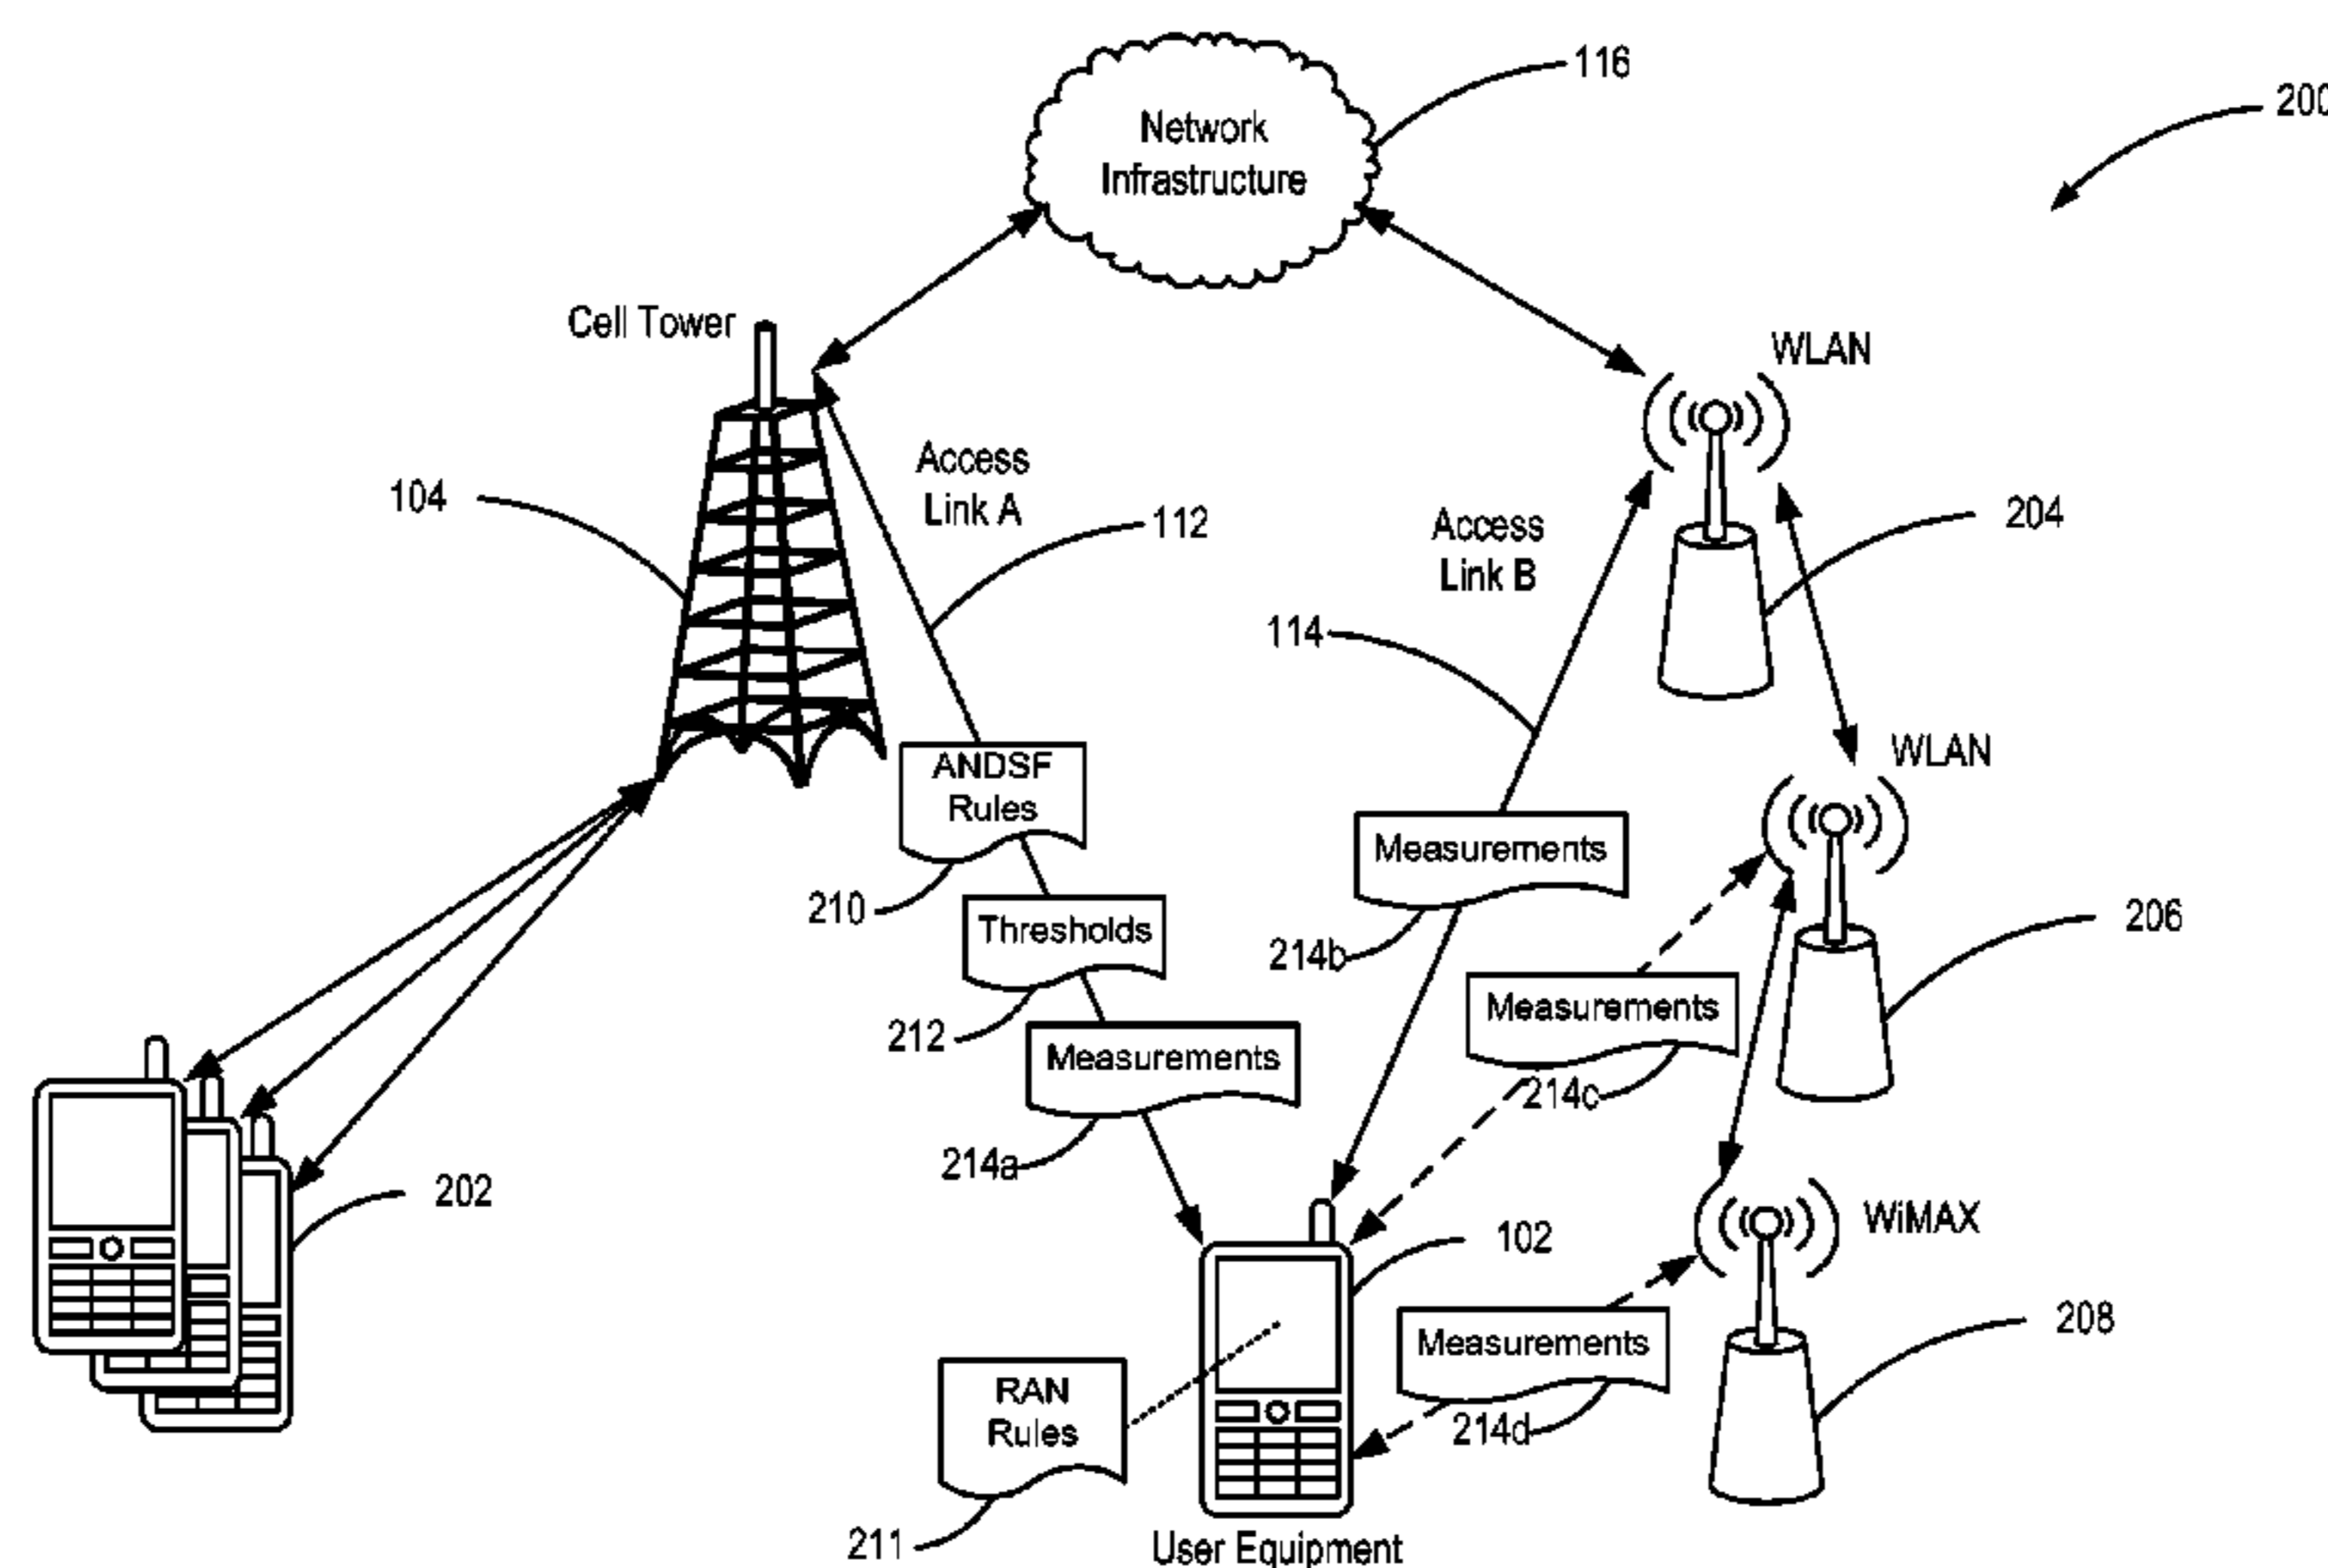 116
200
Network
Infrastructure
Cell Tower
WLAN
Access
Link A
104
112
Access
Link B
204
114
WLAN
ANDSF
Rules
Measurements
210
Thresholds
214b
206
Measurements
212
Measurements
214c
214a
202
WiMAX
102
Measurements
208
RAN
Rules
214d
211
User Equipment